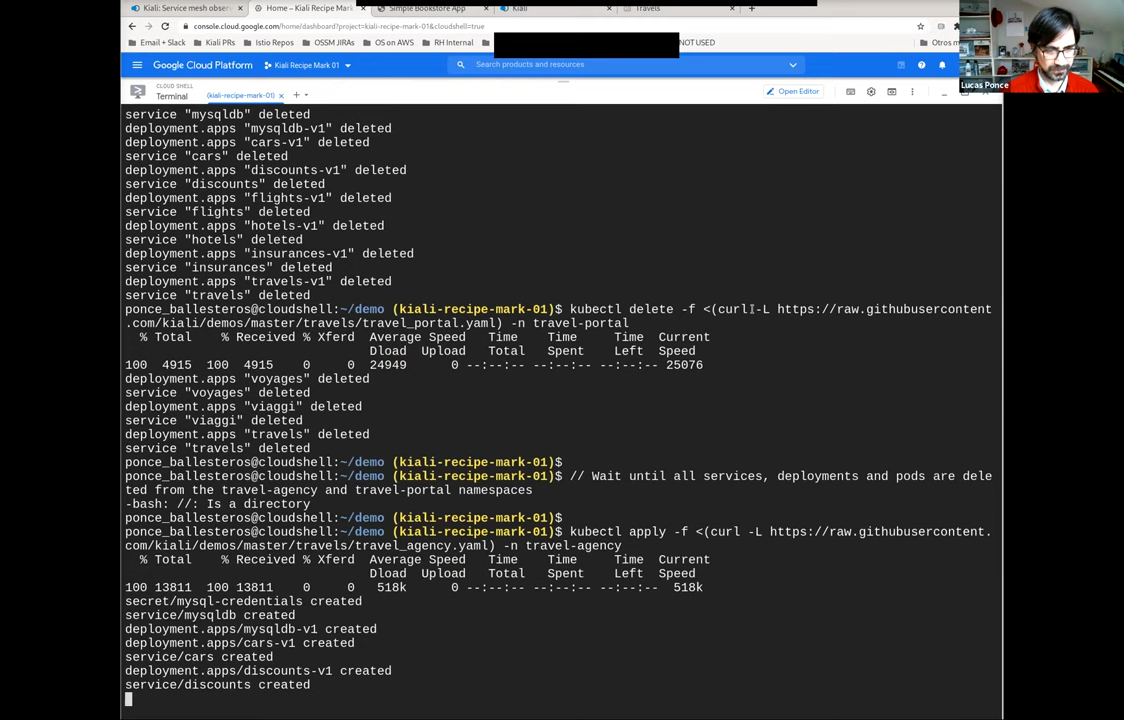 Kiali: Service mesh obser
Home – Kiali Recipe Mark
Simple Bookstore App
Kiali
Travels
console.cloud.google.com/home/dashboard?project=kiali-recipe-mark-01&cloudshell=true
Email + Slack
Kiali PRs
Istio Repos
OSSM JIRAs
OS on AWS
RH Internal
NOT USED
Otros m
Google Cloud Platform
Kiali Recipe Mark 01
Search products and resources
Lucas Ponce
CLOUD SHELL
Terminal
(kiali-recipe-mark-01)
Open Editor
service "mysqldb" deleted
deployment.apps "mysqldb-v1" deleted
deployment.apps "cars-v1" deleted
service "cars" deleted
deployment.apps "discounts-v1" deleted
service "discounts" deleted
deployment.apps "flights-v1" deleted
service "flights" deleted
deployment.apps "hotels-v1" deleted
service "hotels" deleted
deployment.apps "insurances-v1" deleted
service "insurances" deleted
deployment.apps "travels-v1" deleted
service "travels" deleted
ponce_ballesteros@cloudshell:~/demo (kiali-recipe-mark-01)$ kubectl delete -f <(curl -L https://raw.githubusercontent
.com/kiali/demos/master/travels/travel_portal.yaml) -n travel-portal
% Total % Received % Xferd Average Speed Time Time Time Current
Dload Upload Total Spent Left Speed
100 4915 100 4915 0 0 24949 0 --:--:-- --:--:-- --:--:-- 25076
deployment.apps "voyages" deleted
service "voyages" deleted
deployment.apps "viaggi" deleted
service "viaggi" deleted
deployment.apps "travels" deleted
service "travels" deleted
ponce_ballesteros@cloudshell:~/demo (kiali-recipe-mark-01)$
ponce_ballesteros@cloudshell:~/demo (kiali-recipe-mark-01)$ // Wait until all services, deployments and pods are dele
ted from the travel-agency and travel-portal namespaces
-bash: //: Is a directory
ponce_ballesteros@cloudshell:~/demo (kiali-recipe-mark-01)$
ponce_ballesteros@cloudshell:~/demo (kiali-recipe-mark-01)$ kubectl apply -f <(curl -L https://raw.githubusercontent.
com/kiali/demos/master/travels/travel_agency.yaml) -n travel-agency
% Total % Received % Xferd Average Speed Time Time Time Current
Dload Upload Total Spent Left Speed
100 13811 100 13811 0 0 518k 0 --:--:-- --:--:-- --:--:-- 518k
secret/mysql-credentials created
service/mysqldb created
deployment.apps/mysqldb-v1 created
deployment.apps/cars-v1 created
service/cars created
deployment.apps/discounts-v1 created
service/discounts created